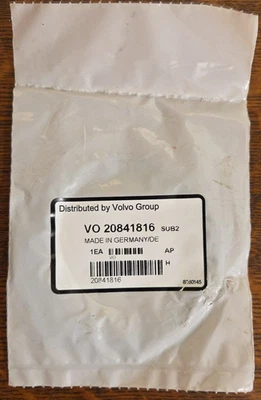 Distributed by Volvo Group
VO 20841816 SUB2
MADE IN GERMANY/DE
1EA AP
H
20841816